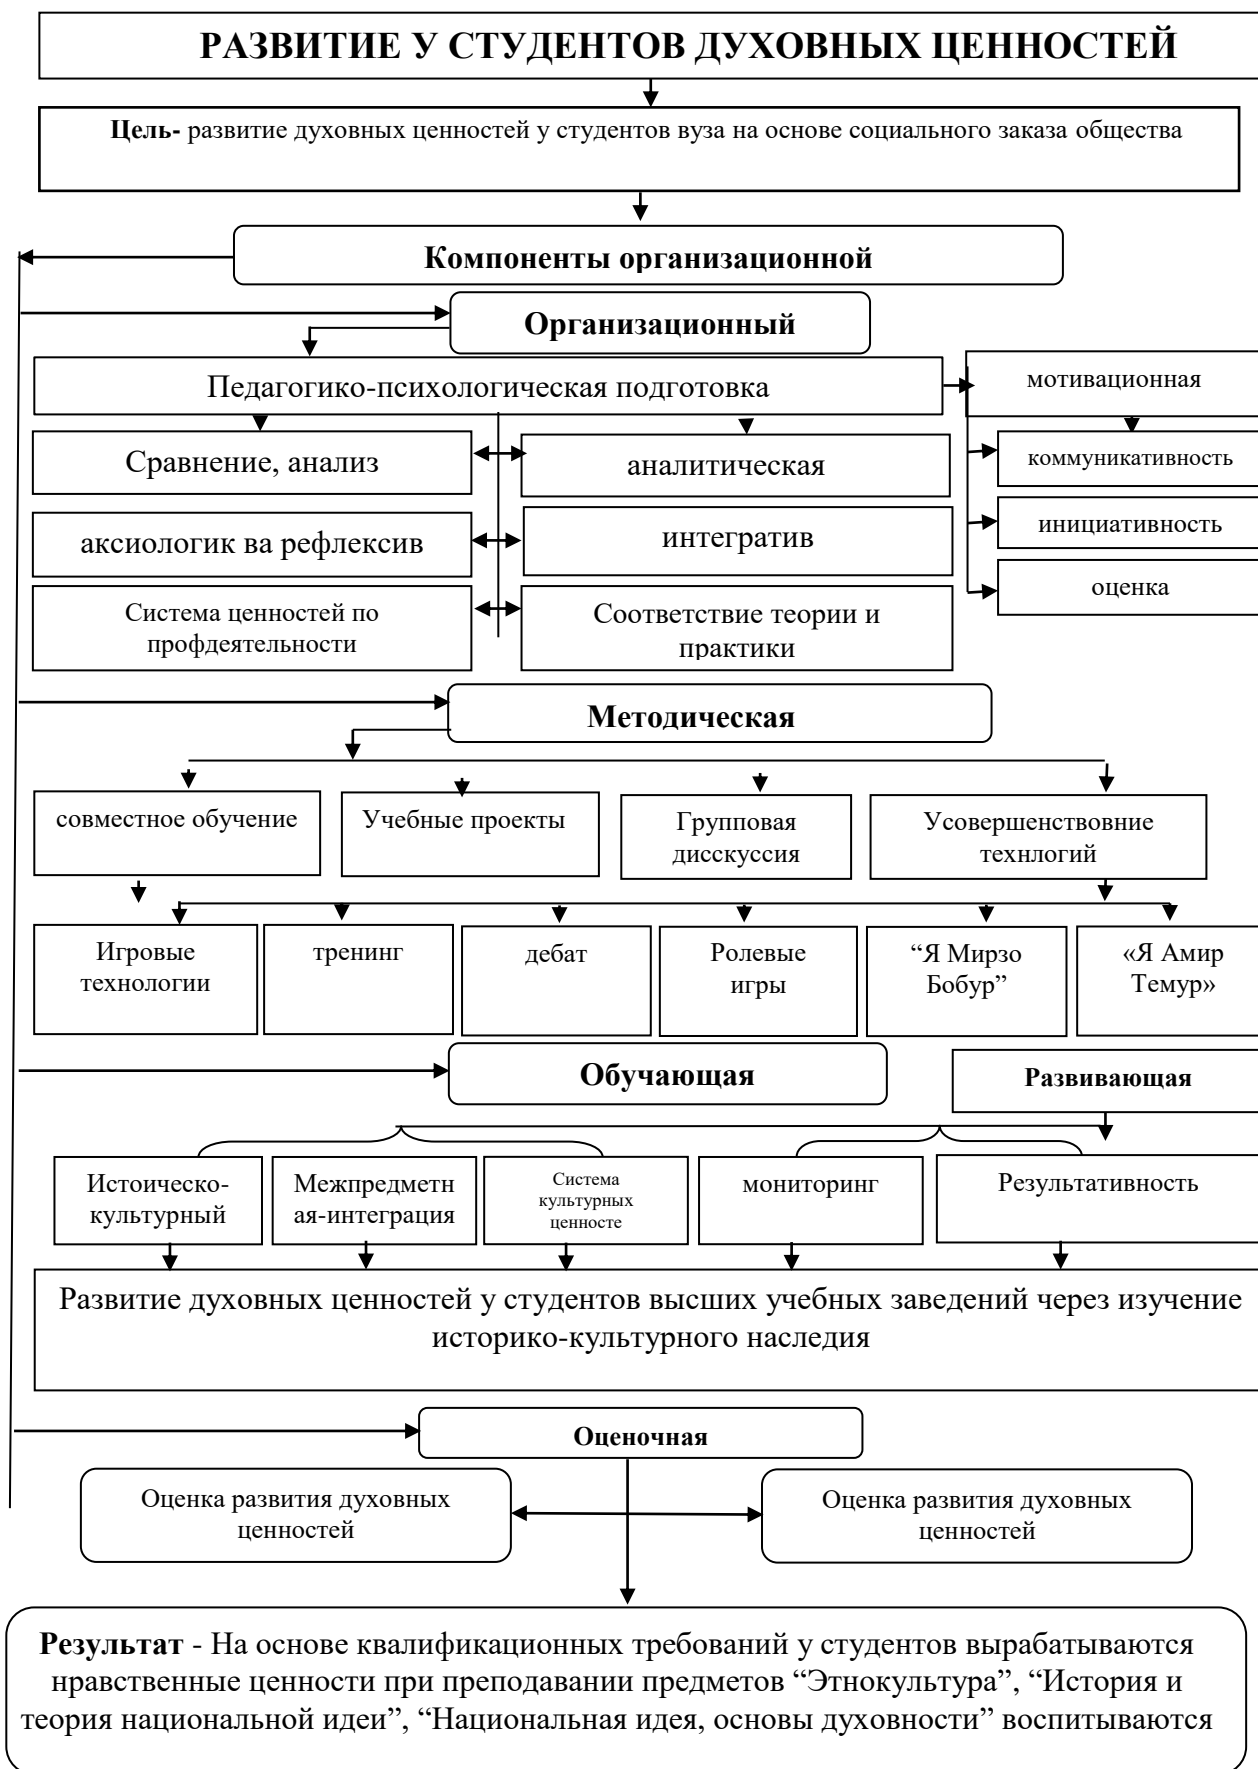 РАЗВИТИЕ У СТУДЕНТОВ ДУХОВНЫХ ЦЕННОСТЕЙ
Цель- развитие духовных ценностей у студентов вуза на основе социального заказа общества
Компоненты организационной
Организационный
Педагогико-психологическая подготовка
мотивационная
Сравнение, анализ
аналитическая
коммуникативность
аксиологик ва рефлексив
интегратив
инициативность
Система ценностей по
профдеятельности
Соответствие теории и
практики
оценка
Методическая
совместное обучение
Учебные проекты
Групповая
дисскуссия
Усовершенствовние
технлогий
Игровые
технологии
тренинг
дебат
Ролевые
игры
“Я Мирзо
Бобур”
«Я Амир
Темур»
Обучающая
Развивающая
Истоическо-
культурный
Межпредметн
ая-интеграция
Система
культурных
ценносте
мониторинг
Результативность
Развитие духовных ценностей у студентов высших учебных заведений через изучение
историко-культурного наследия
Оценочная
Оценка развития духовных
ценностей
Оценка развития духовных
ценностей
Результат - На основе квалификационных требований у студентов вырабатываются
нравственные ценности при преподавании предметов “Этнокультура”, “История и
теория национальной идеи”, “Национальная идея, основы духовности” воспитываются